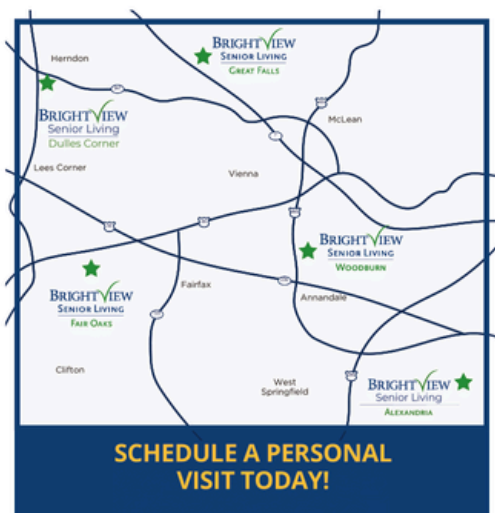 BRIGHTVIEW
SENIOR LIVING
GREAT FALLS
Herndon
BRIGHTVIEW
Senior Living
Dulles Corner
McLean
Lees Corner
Vienna
BRIGHTVIEW
SENIOR LIVING
WOODBURN
BRIGHTVIEW
SENIOR LIVING
FAIR OAKS
Fairfax
Annandale
Clifton
West
Springfield
BRIGHTVIEW
Senior Living
ALEXANDRIA
SCHEDULE A PERSONAL
VISIT TODAY!